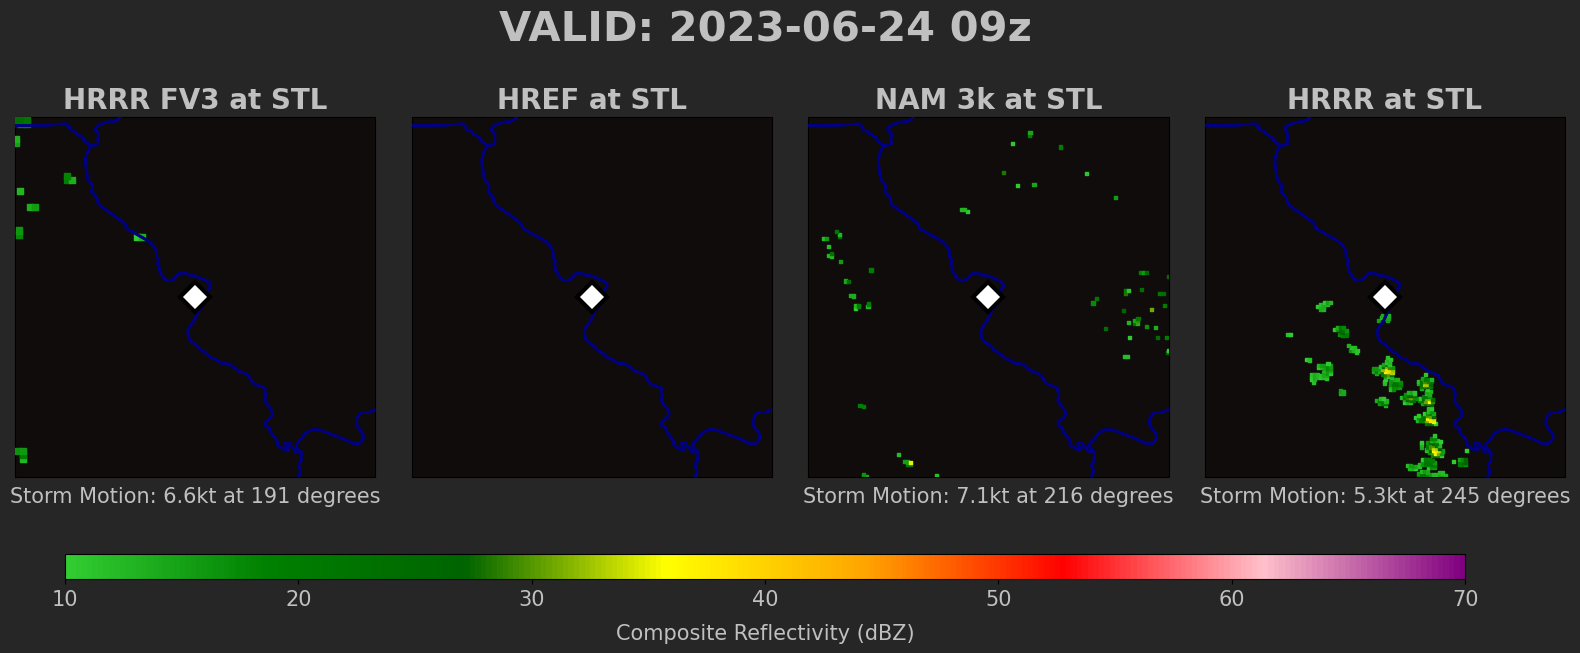 VALID: 2023-06-24 09z
HRRR FV3 at STL
HREF at STL
NAM 3k at STL
HRRR at STL
Storm Motion: 6.6kt at 191 degrees
Storm Motion: 7.1kt at 216 degrees
Storm Motion: 5.3kt at 245 degrees
10 20 30 40 50 60 70
Composite Reflectivity (dBZ)